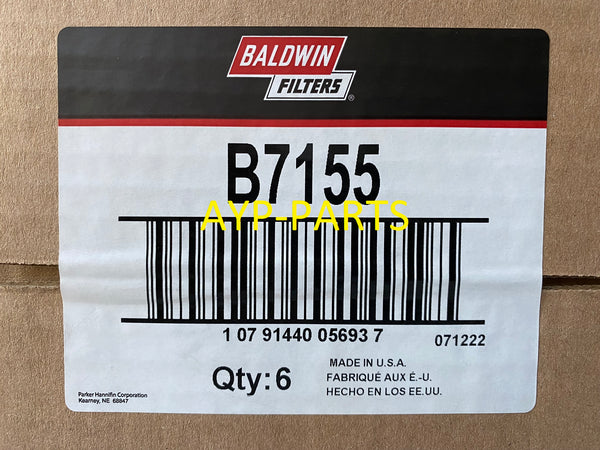 BALDWIN
FILTERS®
B7155
AYP-PARTS
1 07 91440 05693 7
071222
Qty:6
MADE IN U.S.A.
FABRIQUÉ AUX É.-U.
HECHO EN LOS EE.UU.
Parker Hannifin Corporation
Kearney, NE 68847